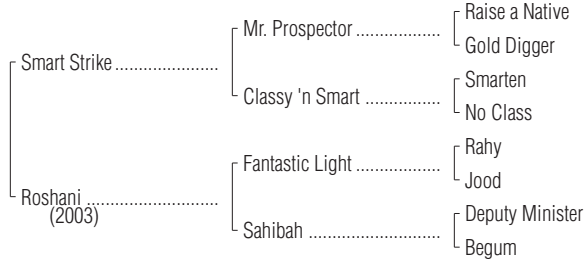 Raise a Native
Mr. Prospector ..................
Gold Digger
Smart Strike ......................
Smarten
Classy 'n Smart ................
No Class
Rahy
Fantastic Light ..................
Jood
Roshani ............................
(2003)
Deputy Minister
Sahibah ............................
Begum